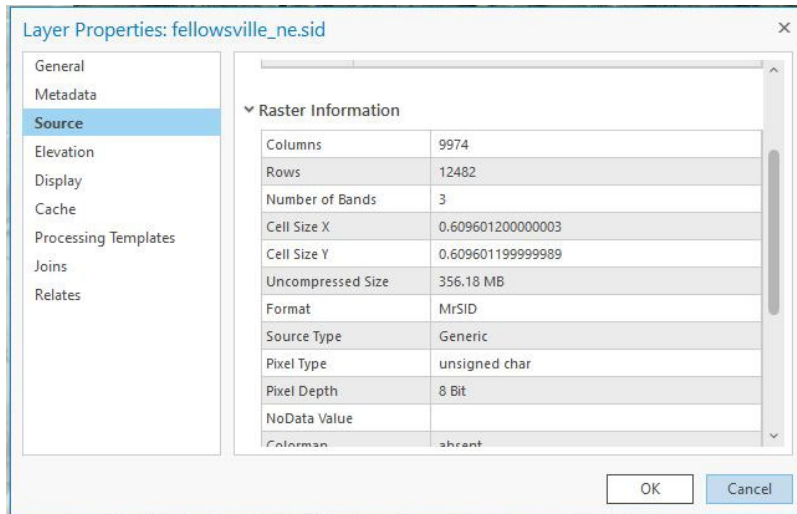 Layer Properties: fellowsville_ne.sid
General
Metadata
Source
Elevation
Display
Cache
Processing Templates
Joins
Relates
Raster Information
Columns 9974
Rows 12482
Number of Bands 3
Cell Size X 0.609601200000003
Cell Size Y 0.609601199999989
Uncompressed Size 356.18 MB
Format MrSID
Source Type Generic
Pixel Type unsigned char
Pixel Depth 8 Bit
NoData Value
Colormap absent
OK Cancel